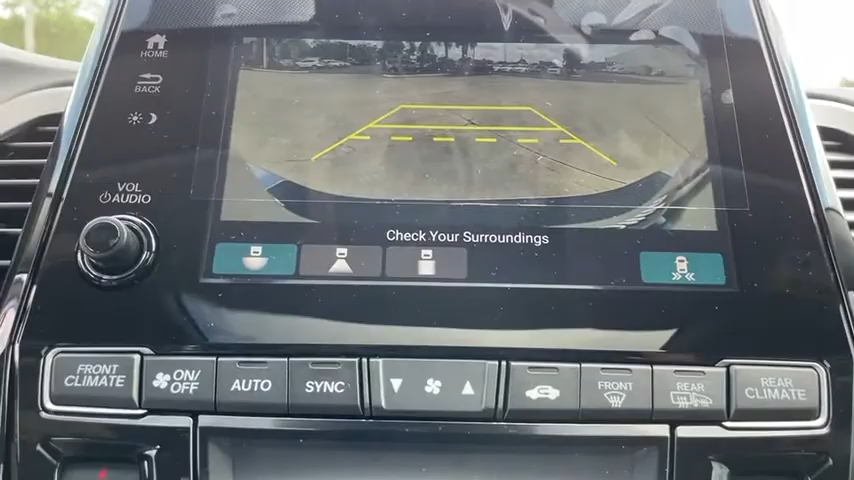 HOME
BACK
VOL
AUDIO
Check Your Surroundings
FRONT
CLIMATE
ON/
OFF
AUTO
SYNC
FRONT
REAR
REAR
CLIMATE